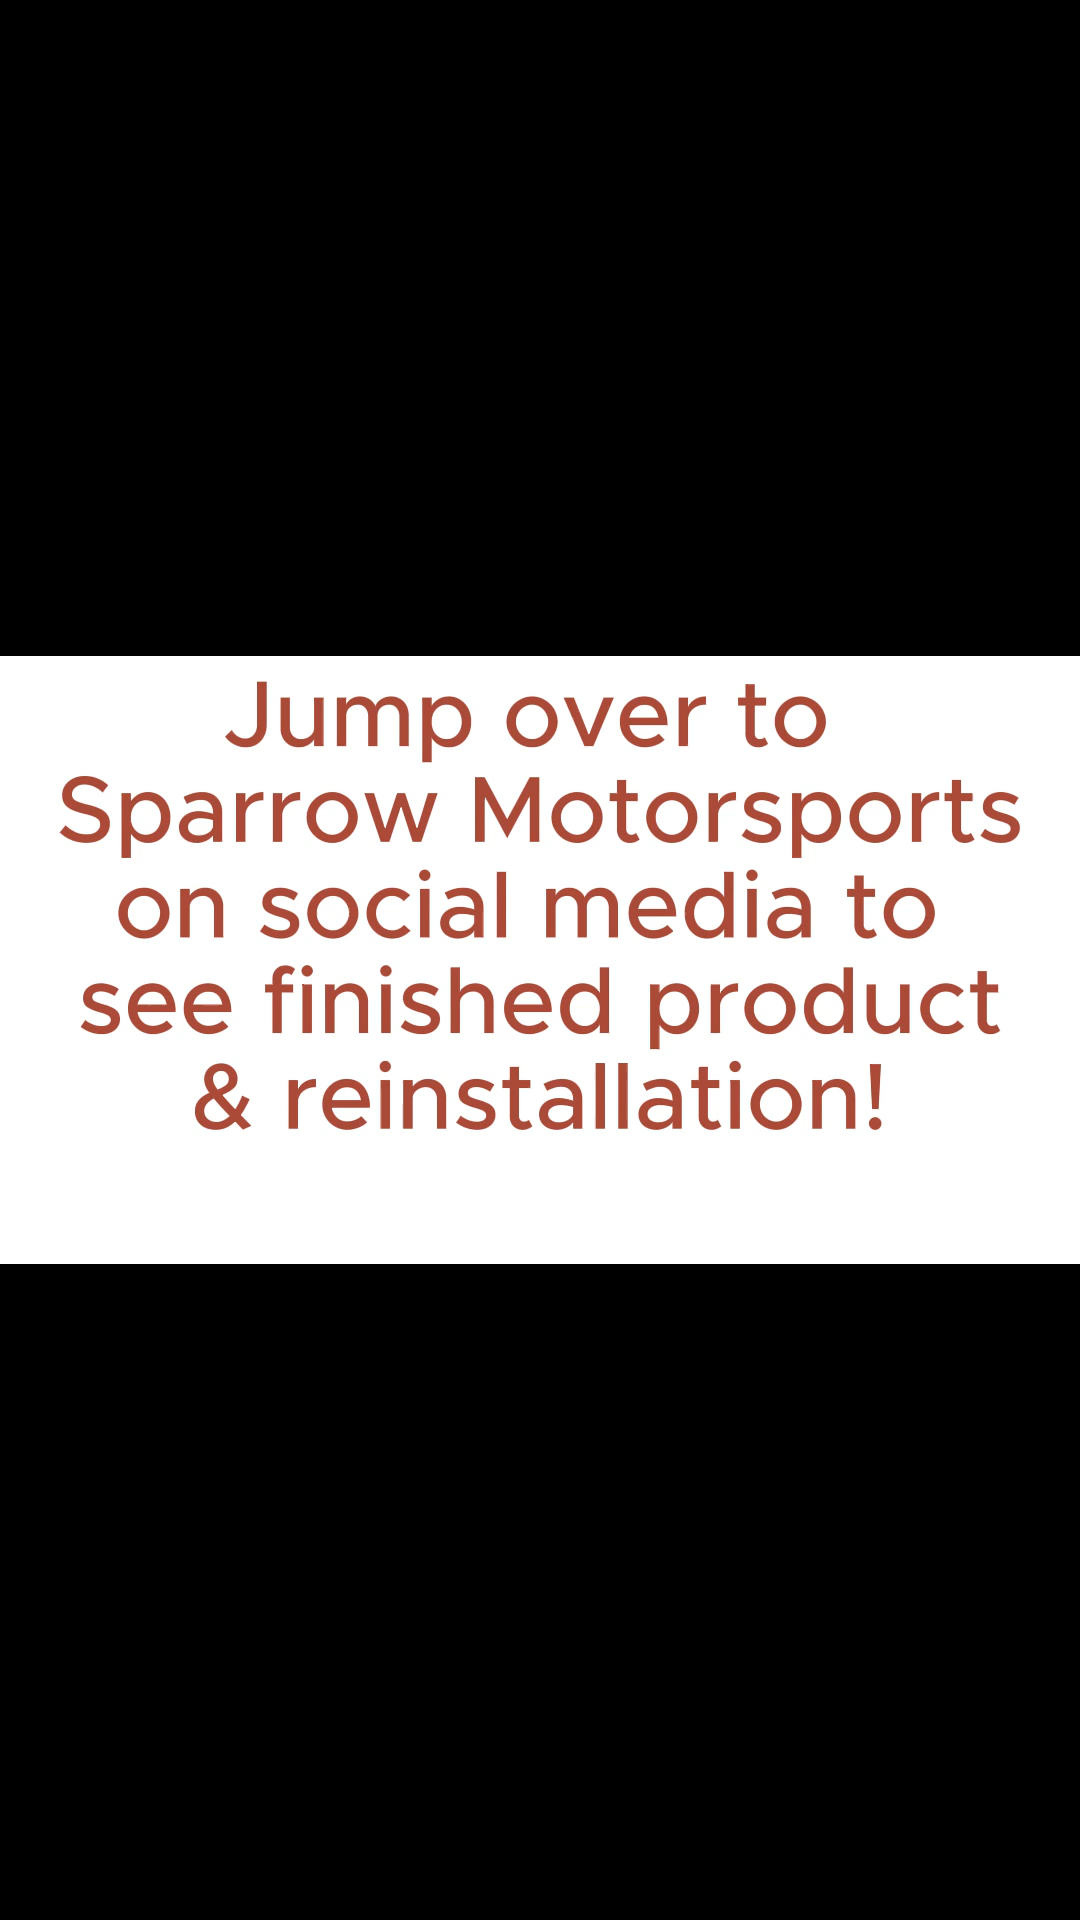 Jump over to
Sparrow Motorsports
on social media to
see finished product
& reinstallation!